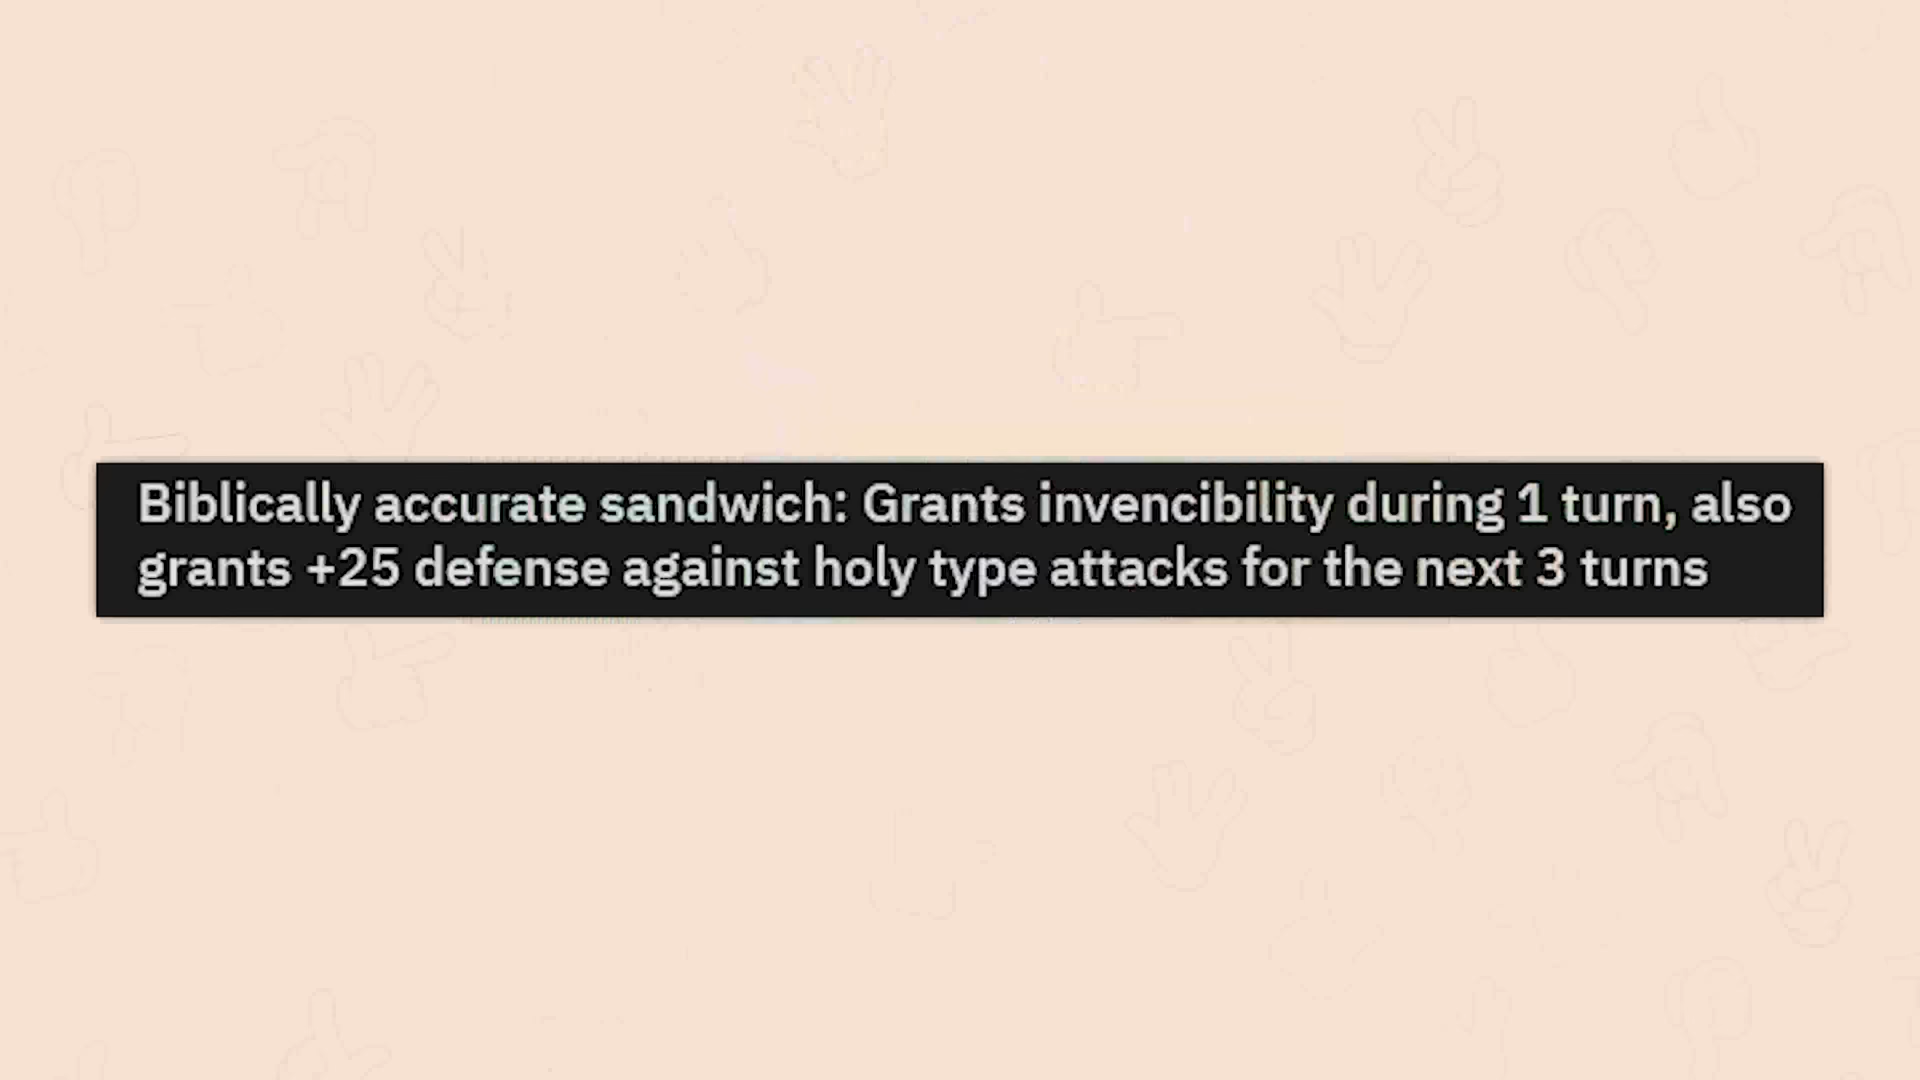 Biblically accurate sandwich: Grants invencibility during 1 turn, also
grants +25 defense against holy type attacks for the next 3 turns